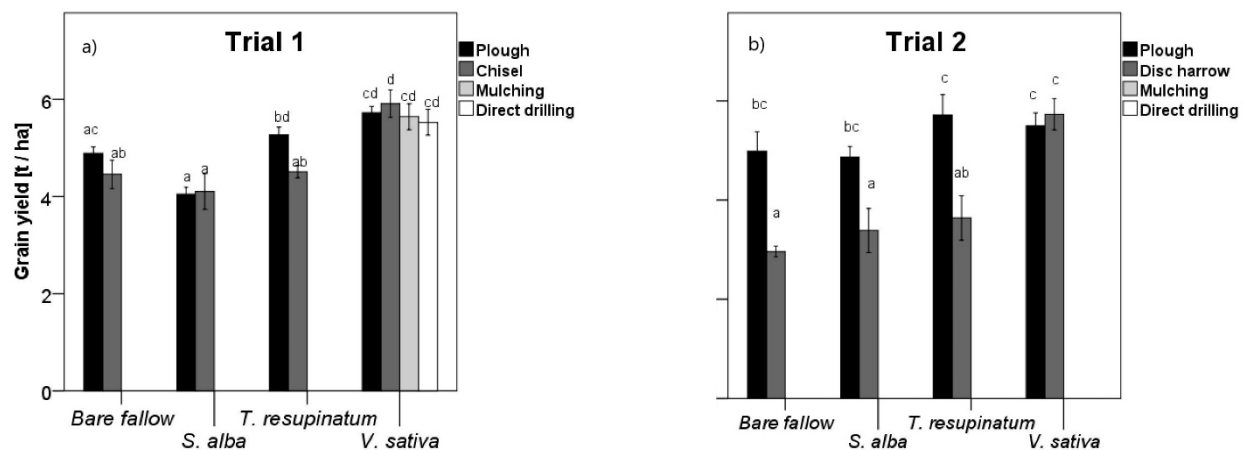 a)
Trial 1
Plough
Chisel
Mulching
Direct drilling
Grain yield [t / ha]
6
4
2
0
ac
ab
a
a
bd
ab
cd
d
cd
cd
Bare fallow
S. alba
T. resupinatum
V. sativa
b)
Trial 2
Plough
Disc harrow
Mulching
Direct drilling
bc
a
bc
a
c
ab
c
c
Bare fallow
S. alba
T. resupinatum
V. sativa